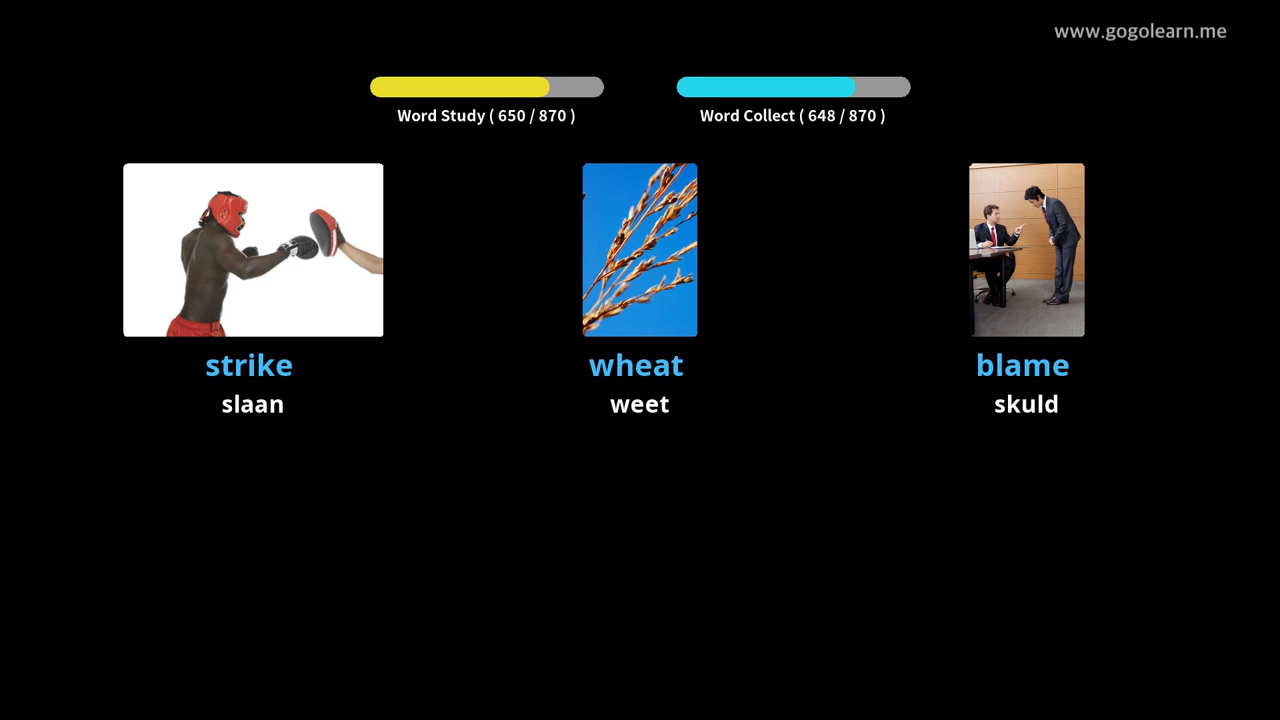 www.gogolearn.me
Word Study ( 650 / 870 )
Word Collect ( 648 / 870 )
strike
wheat
blame
slaan
weet
skuld